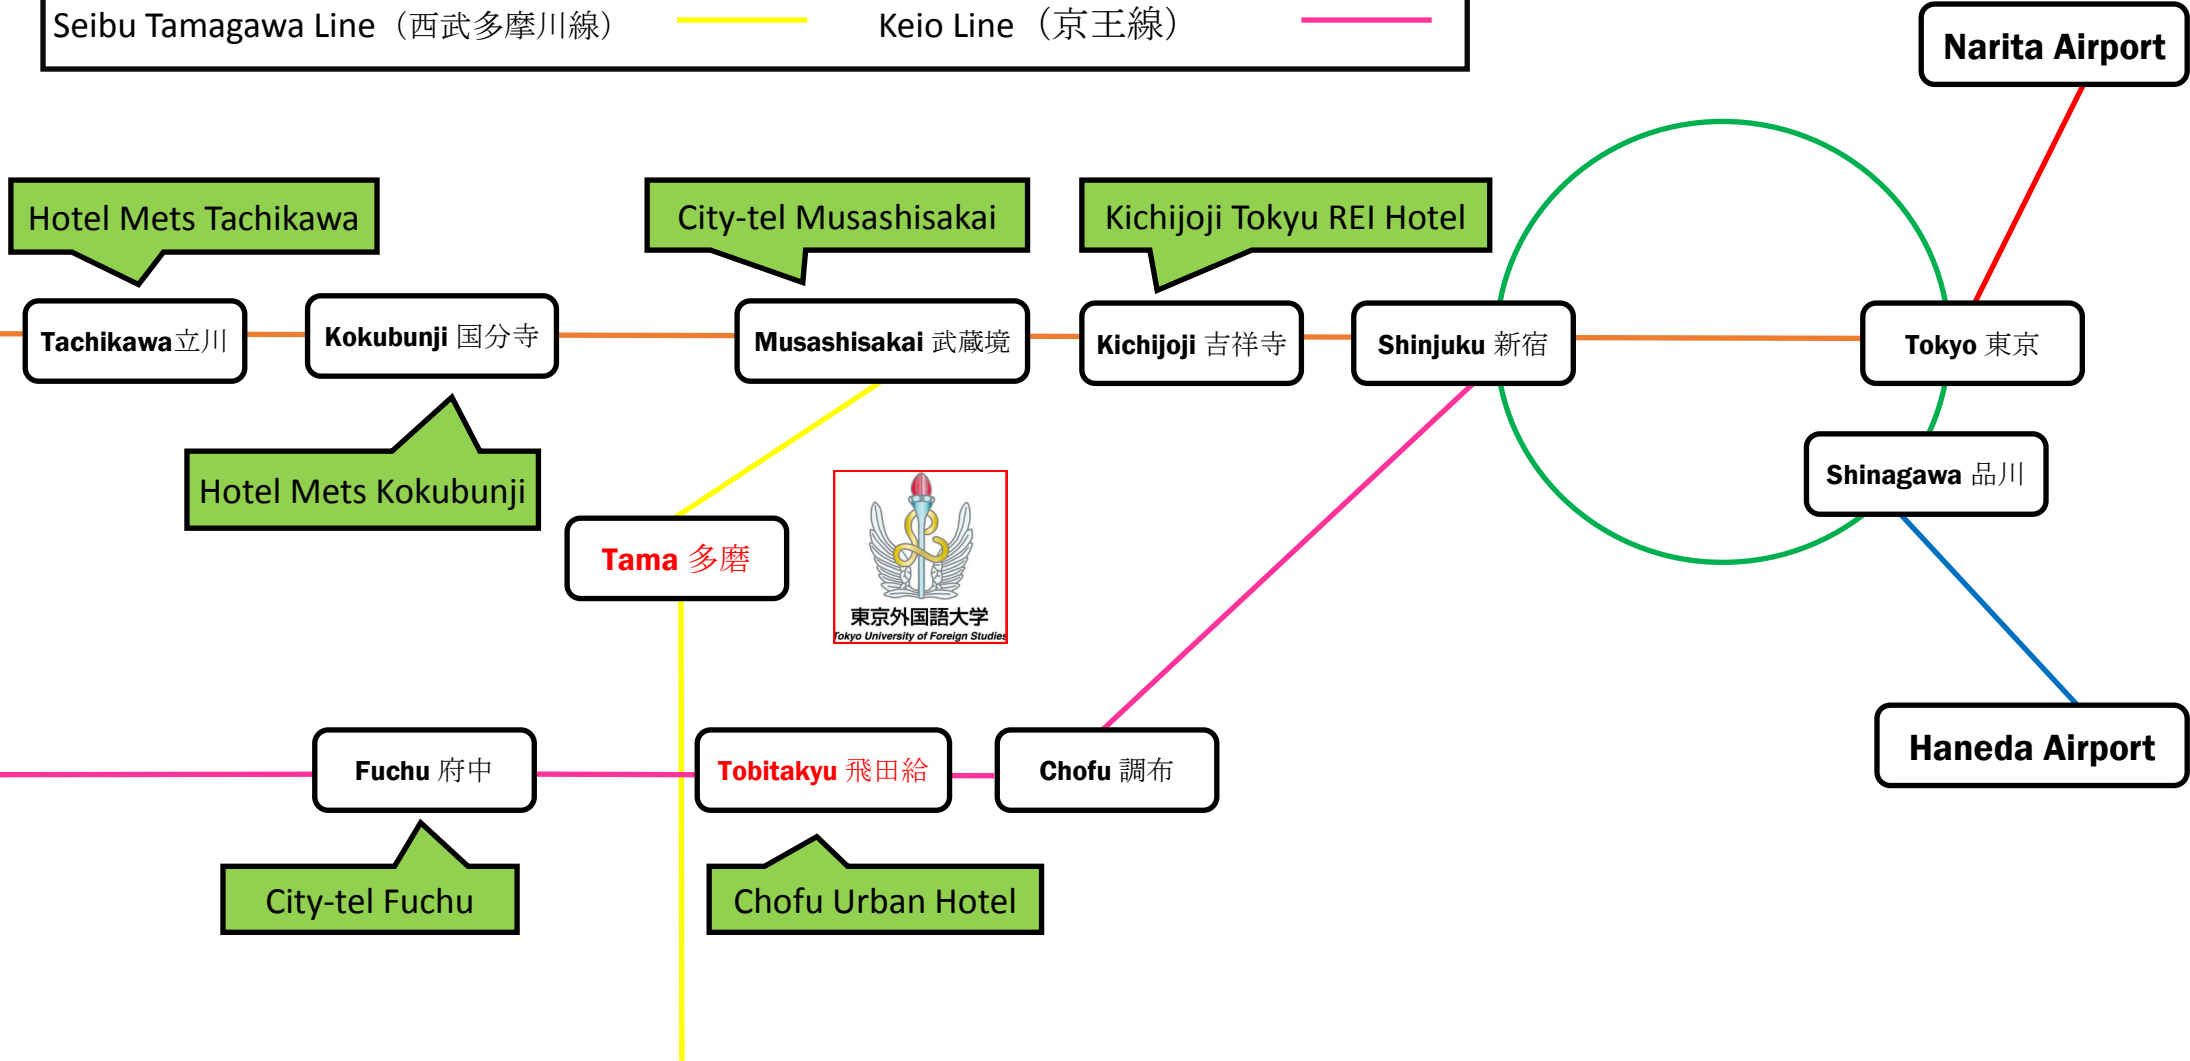 Seibu Tamagawa Line（西武多摩川線）
Keio Line（京王線）
Narita Airport
Hotel Mets Tachikawa
City-tel Musashisakai
Kichijoji Tokyu REI Hotel
Tachikawa立川
Kokubunji 国分寺
Musashisakai 武蔵境
Kichijoji 吉祥寺
Shinjuku 新宿
Tokyo 東京
Shinagawa 品川
Hotel Mets Kokubunji
Tama 多磨
東京外国語大学
Tokyo University of Foreign Studies
Fuchu 府中
Tobitakyu 飛田給
Chofu 調布
Haneda Airport
City-tel Fuchu
Chofu Urban Hotel